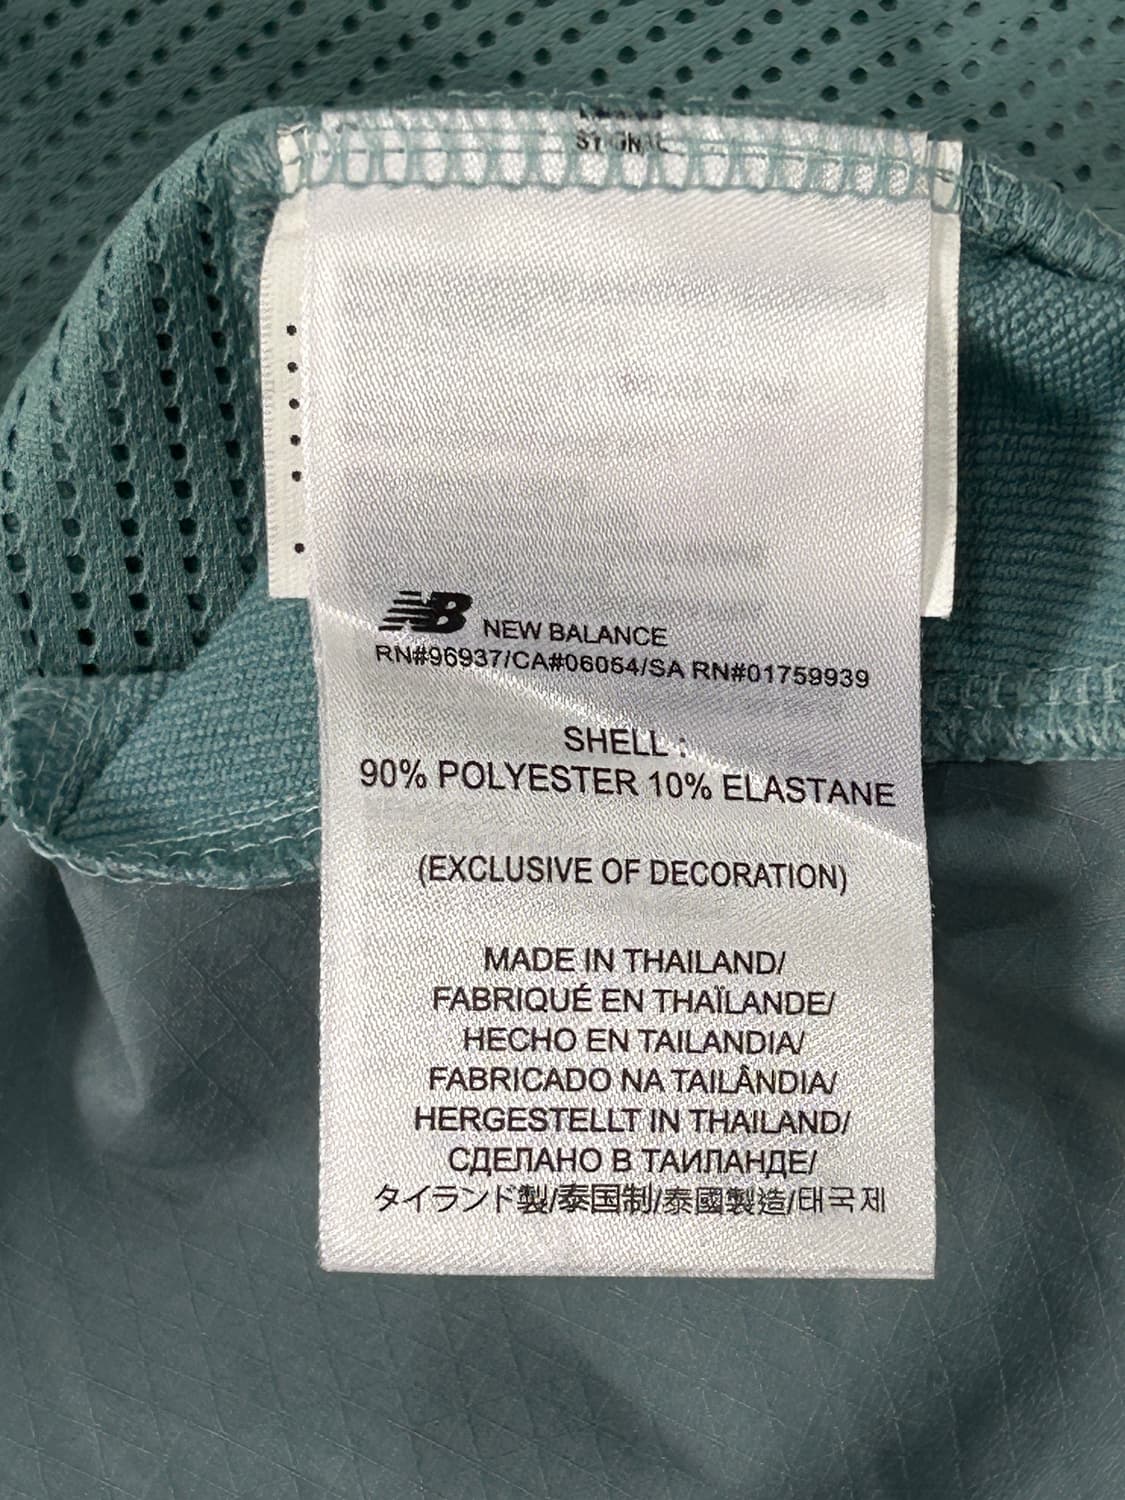 NB NEW BALANCE
RN#96937/CA#06054/SA RN#01759939
SHELL :
90% POLYESTER 10% ELASTANE
(EXCLUSIVE OF DECORATION)
MADE IN THAILAND/
FABRIQUÉ EN THAÏLANDE/
HECHO EN TAILANDIA/
FABRICADO NA TAILÂNDIA/
HERGESTELLT IN THAILAND/
СДЕЛАНО В ТАИЛАНДЕ/
タイランド製/泰国制/泰國製造/태국제